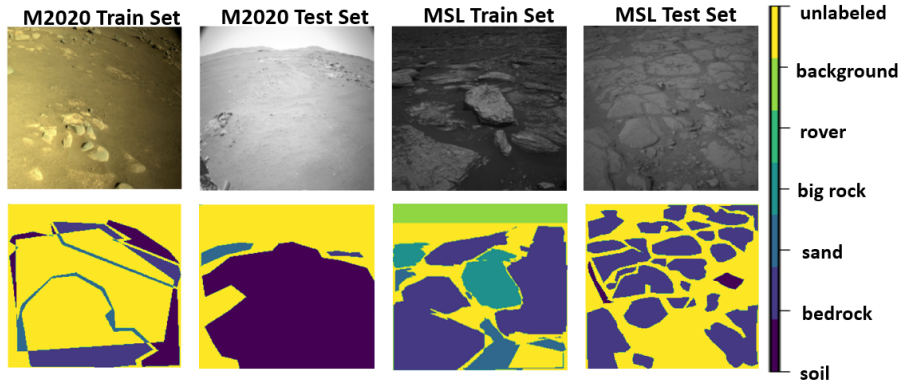 M2020 Train Set
M2020 Test Set
MSL Train Set
MSL Test Set
unlabeled
background
rover
big rock
sand
bedrock
soil